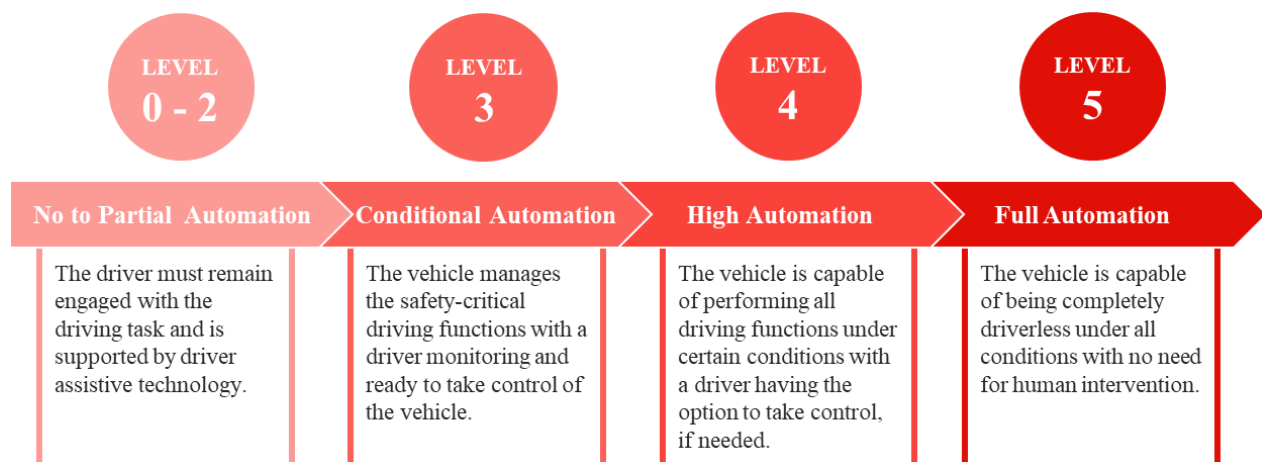 LEVEL
0 - 2
LEVEL
3
LEVEL
4
LEVEL
5
No to Partial Automation
Conditional Automation
High Automation
Full Automation
The driver must remain
engaged with the
driving task and is
supported by driver
assistive technology.
The vehicle manages
the safety-critical
driving functions with a
driver monitoring and
ready to take control of
the vehicle.
The vehicle is capable
of performing all
driving functions under
certain conditions with
a driver having the
option to take control,
if needed.
The vehicle is capable
of being completely
driverless under all
conditions with no need
for human intervention.